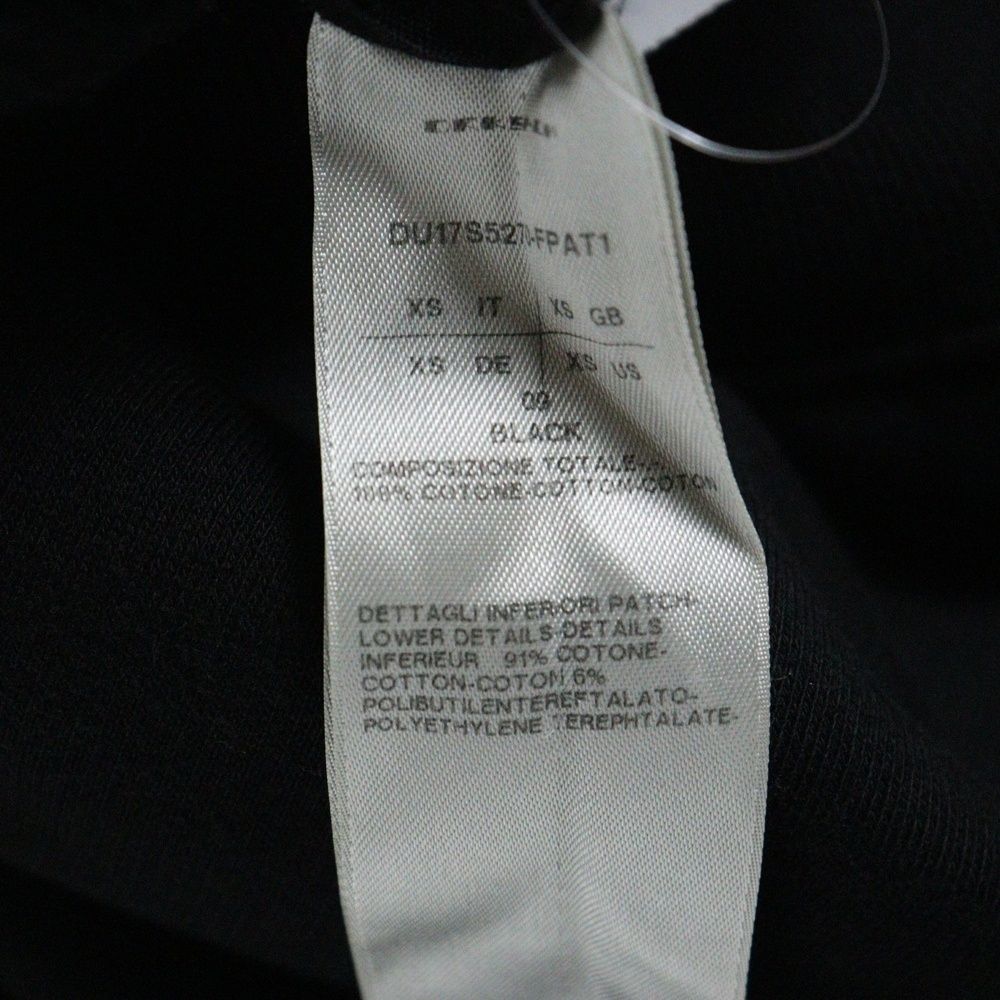 DU17S5270-FPAT1
XS IT XS GB
XS DE XS US
09
BLACK
COMPOSIZIONE TOTALE-
100% COTONE-COTTON-COTON
DETTAGLI INFERIORI PATCH-
LOWER DETAILS-DETAILS
INFERIEUR 91% COTONE-
COTTON-COTON 6%
POLIBUTILENTEREFTALATO-
POLYETHYLENE TEREPHTALATE-